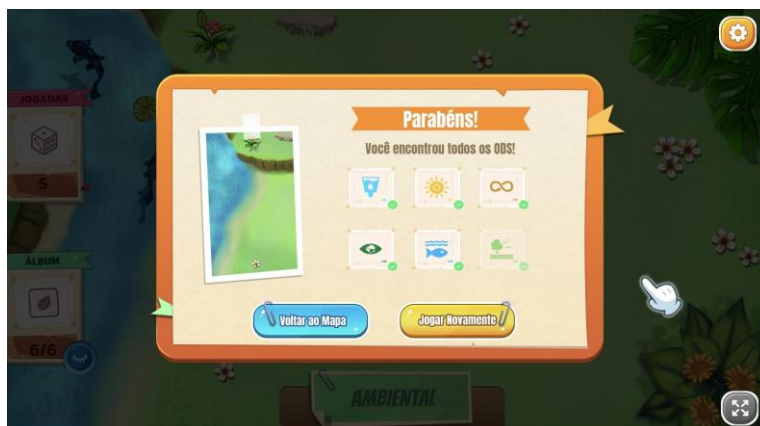 JOGADAS
5
ÁLBUM
6/6
Parabéns!
Você encontrou todos os ODS!
Voltar ao Mapa
Jogar Novamente
AMBIENTAL